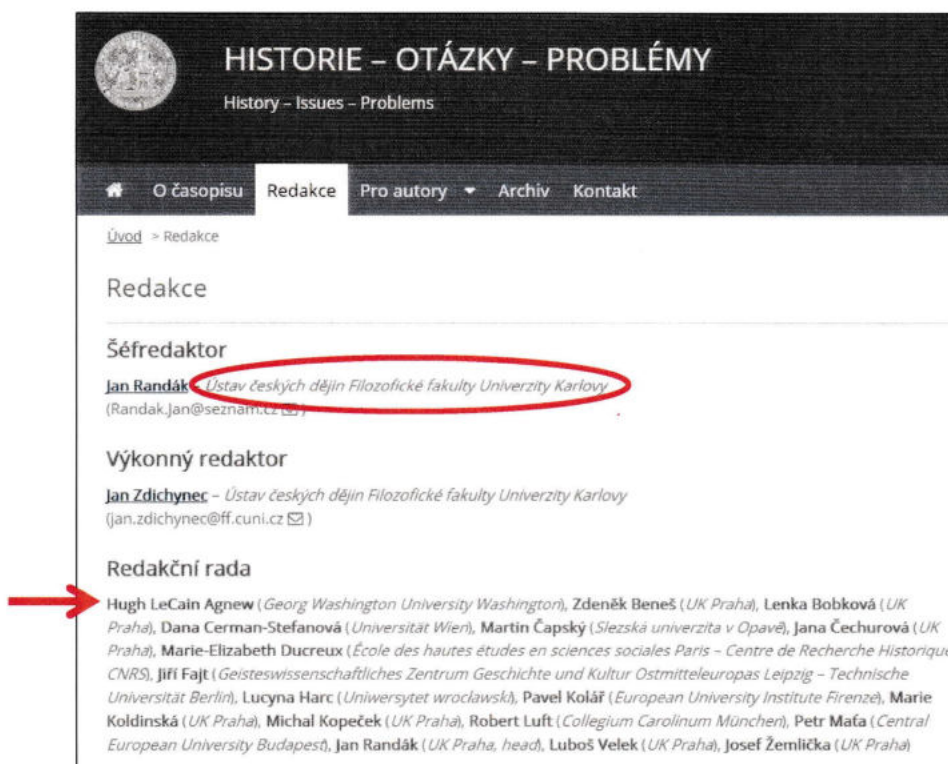 HISTORIE – OTÁZKY – PROBLÉMY
History – Issues – Problems
O časopisu Redakce Pro autory Archiv Kontakt
Úvod > Redakce
Redakce
Šéfredaktor
Jan Randák – Ústav českých dějin Filozofické fakulty Univerzity Karlovy
(Randak.Jan@seznam.cz)
Výkonný redaktor
Jan Zdichynec – Ústav českých dějin Filozofické fakulty Univerzity Karlovy
(jan.zdichynec@ff.cuni.cz)
Redakční rada
Hugh LeCain Agnew (Georg Washington University Washington), Zdeněk Beneš (UK Praha), Lenka Bobková (UK
Praha), Dana Cerman-Stefanová (Universität Wien), Martin Čapský (Slezská univerzita v Opavě), Jana Čechurová (UK
Praha), Marie-Elizabeth Ducreux (École des hautes études en sciences sociales Paris – Centre de Recherche Historique
CNRS), Jiří Fajt (Geisteswissenschaftliches Zentrum Geschichte und Kultur Ostmitteleuropas Leipzig – Technische
Universität Berlin), Lucyna Harc (Uniwersytet wrocławski), Pavel Kolář (European University Institute Firenze), Marie
Koldinská (UK Praha), Michal Kopeček (UK Praha), Robert Luft (Collegium Carolinum München), Petr Maťa (Central
European University Budapest), Jan Randák (UK Praha, head), Luboš Velek (UK Praha), Josef Žemlička (UK Praha)